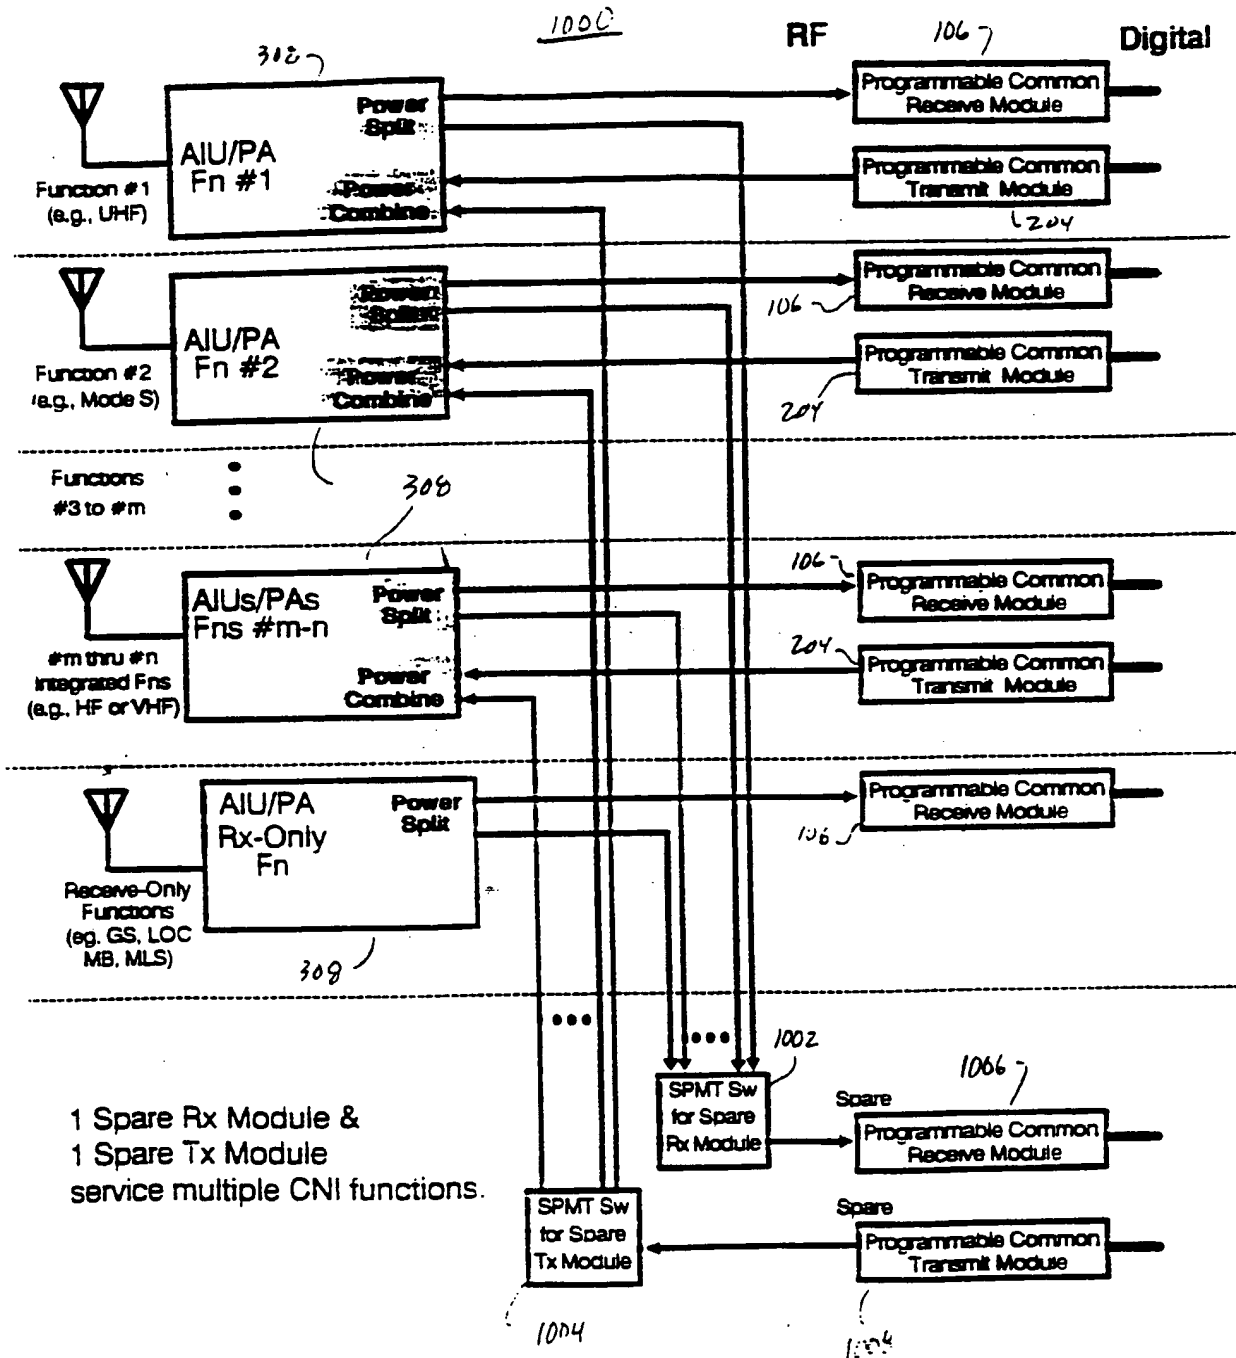 1000
RF
106
Digital
302
Programmable Common
Receive Module
Power
Split
AIU/PA
Fn #1
Power
Combine
Programmable Common
Transmit Module
204
Function #1
(e.g., UHF)
Programmable Common
Receive Module
106
Power
Split
AIU/PA
Fn #2
Power
Combine
Programmable Common
Transmit Module
204
Function #2
(e.g., Mode S)
Functions
#3 to #m
308
106
Programmable Common
Receive Module
AIUs/PAs
Fns #m-n
Power
Split
204
Programmable Common
Transmit Module
Power
Combine
#m thru #n
Integrated Fns
(e.g., HF or VHF)
Programmable Common
Receive Module
106
AIU/PA
Rx-Only
Fn
Power
Split
Receive-Only
Functions
(eg. GS, LOC
MB, MLS)
308
1002
1006
SPMT Sw
for Spare
Rx Module
Spare
Programmable Common
Receive Module
1 Spare Rx Module &
1 Spare Tx Module
service multiple CNI functions.
SPMT Sw
for Spare
Tx Module
Spare
Programmable Common
Transmit Module
1004